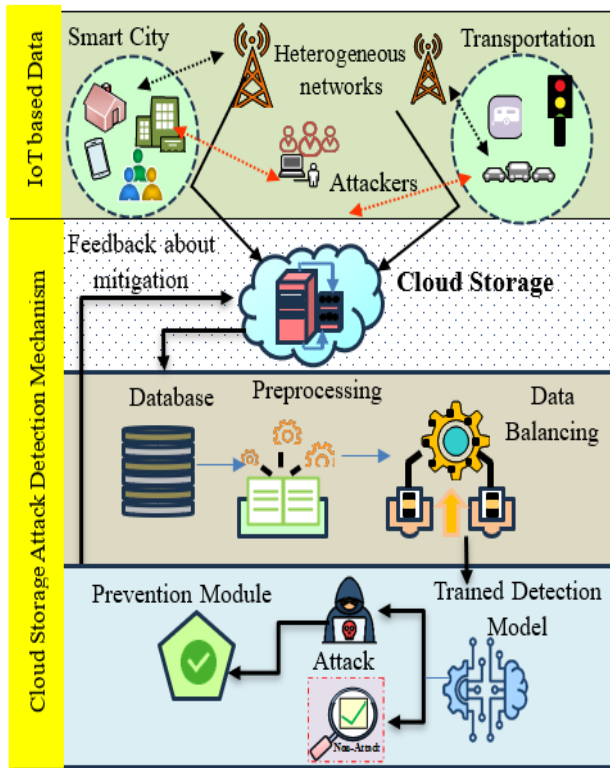 IoT based Data
Smart City
Heterogeneous
networks
Transportation
Attackers
Cloud Storage Attack Detection Mechanism
Feedback about
mitigation
Cloud Storage
Database
Preprocessing
Data
Balancing
Prevention Module
Attack
Non-Attack
Trained Detection
Model